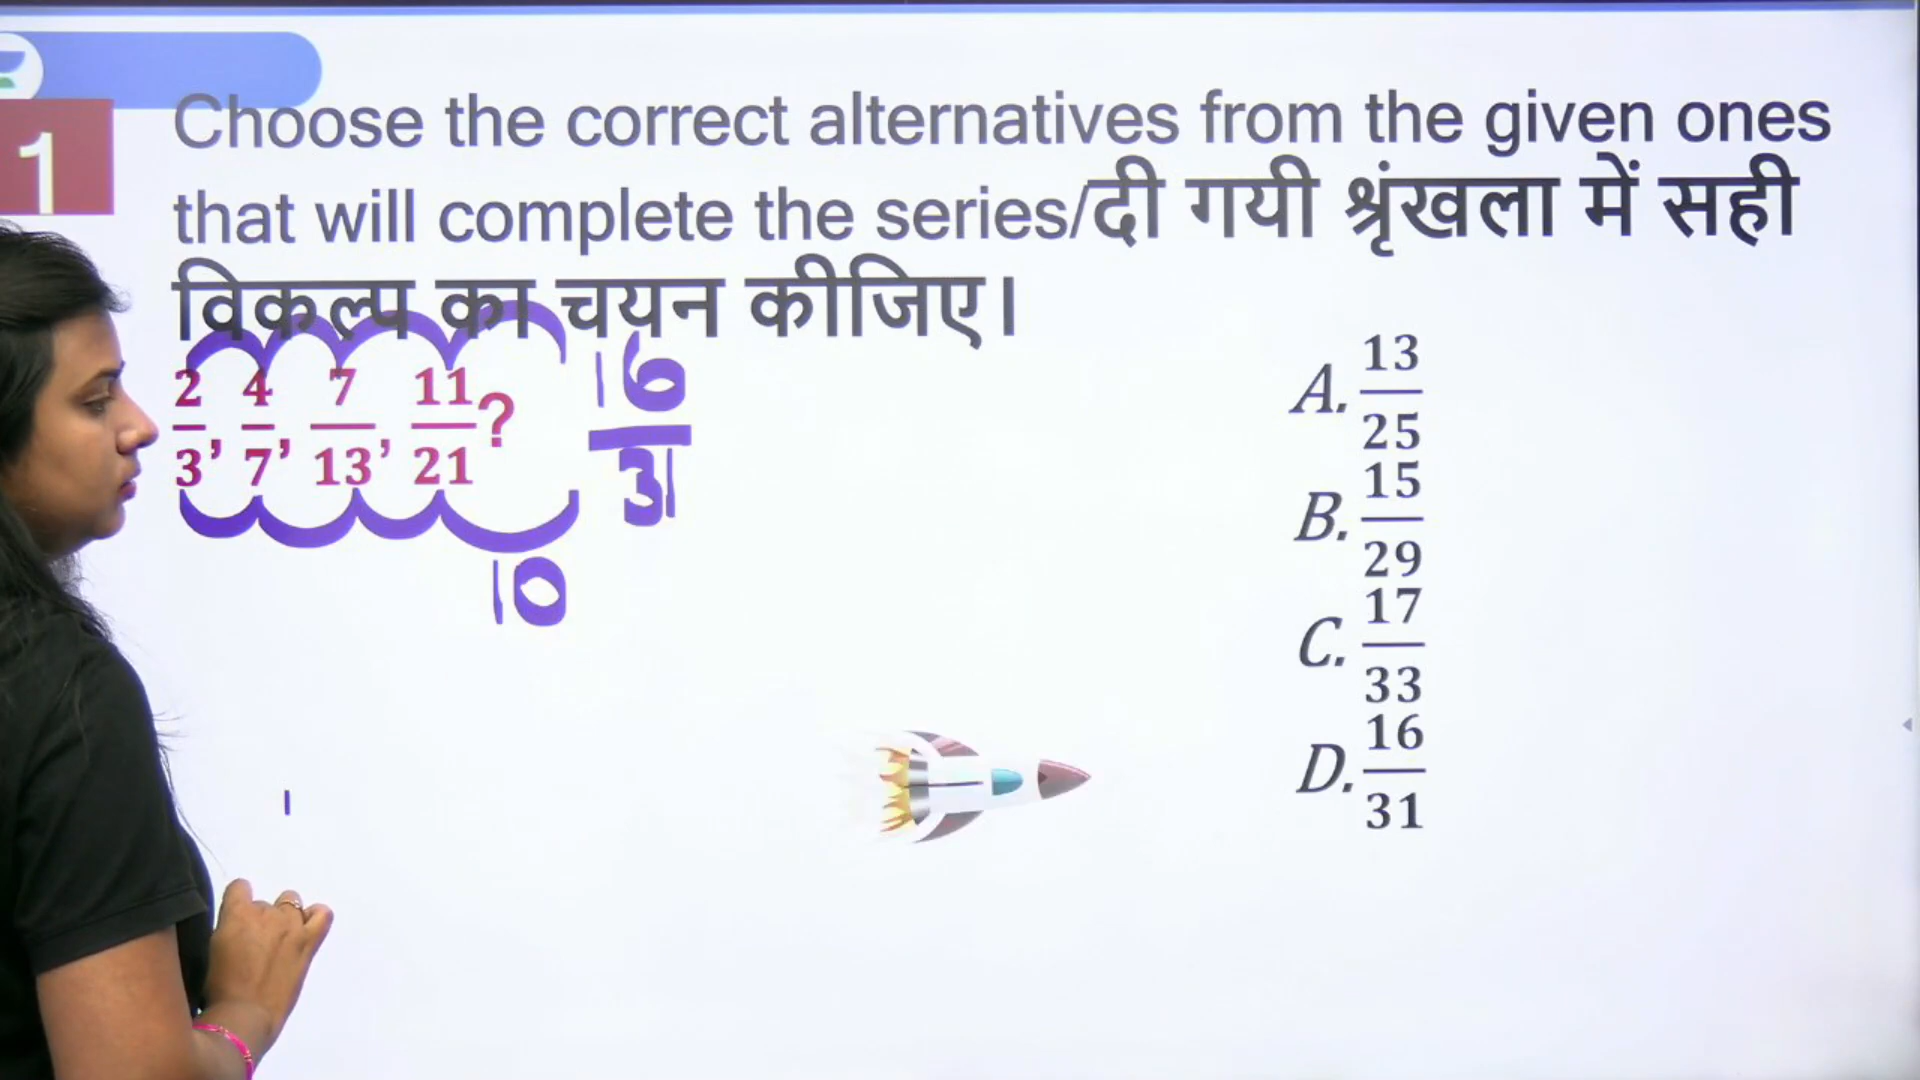 1
Choose the correct alternatives from the given ones
that will complete the series/दी गयी श्रृंखला में सही
विकल्प का चयन कीजिए।
2/3, 4/7, 7/13, 11/21 ?
16/31
10
A. 13/25
B. 15/29
C. 17/33
D. 16/31